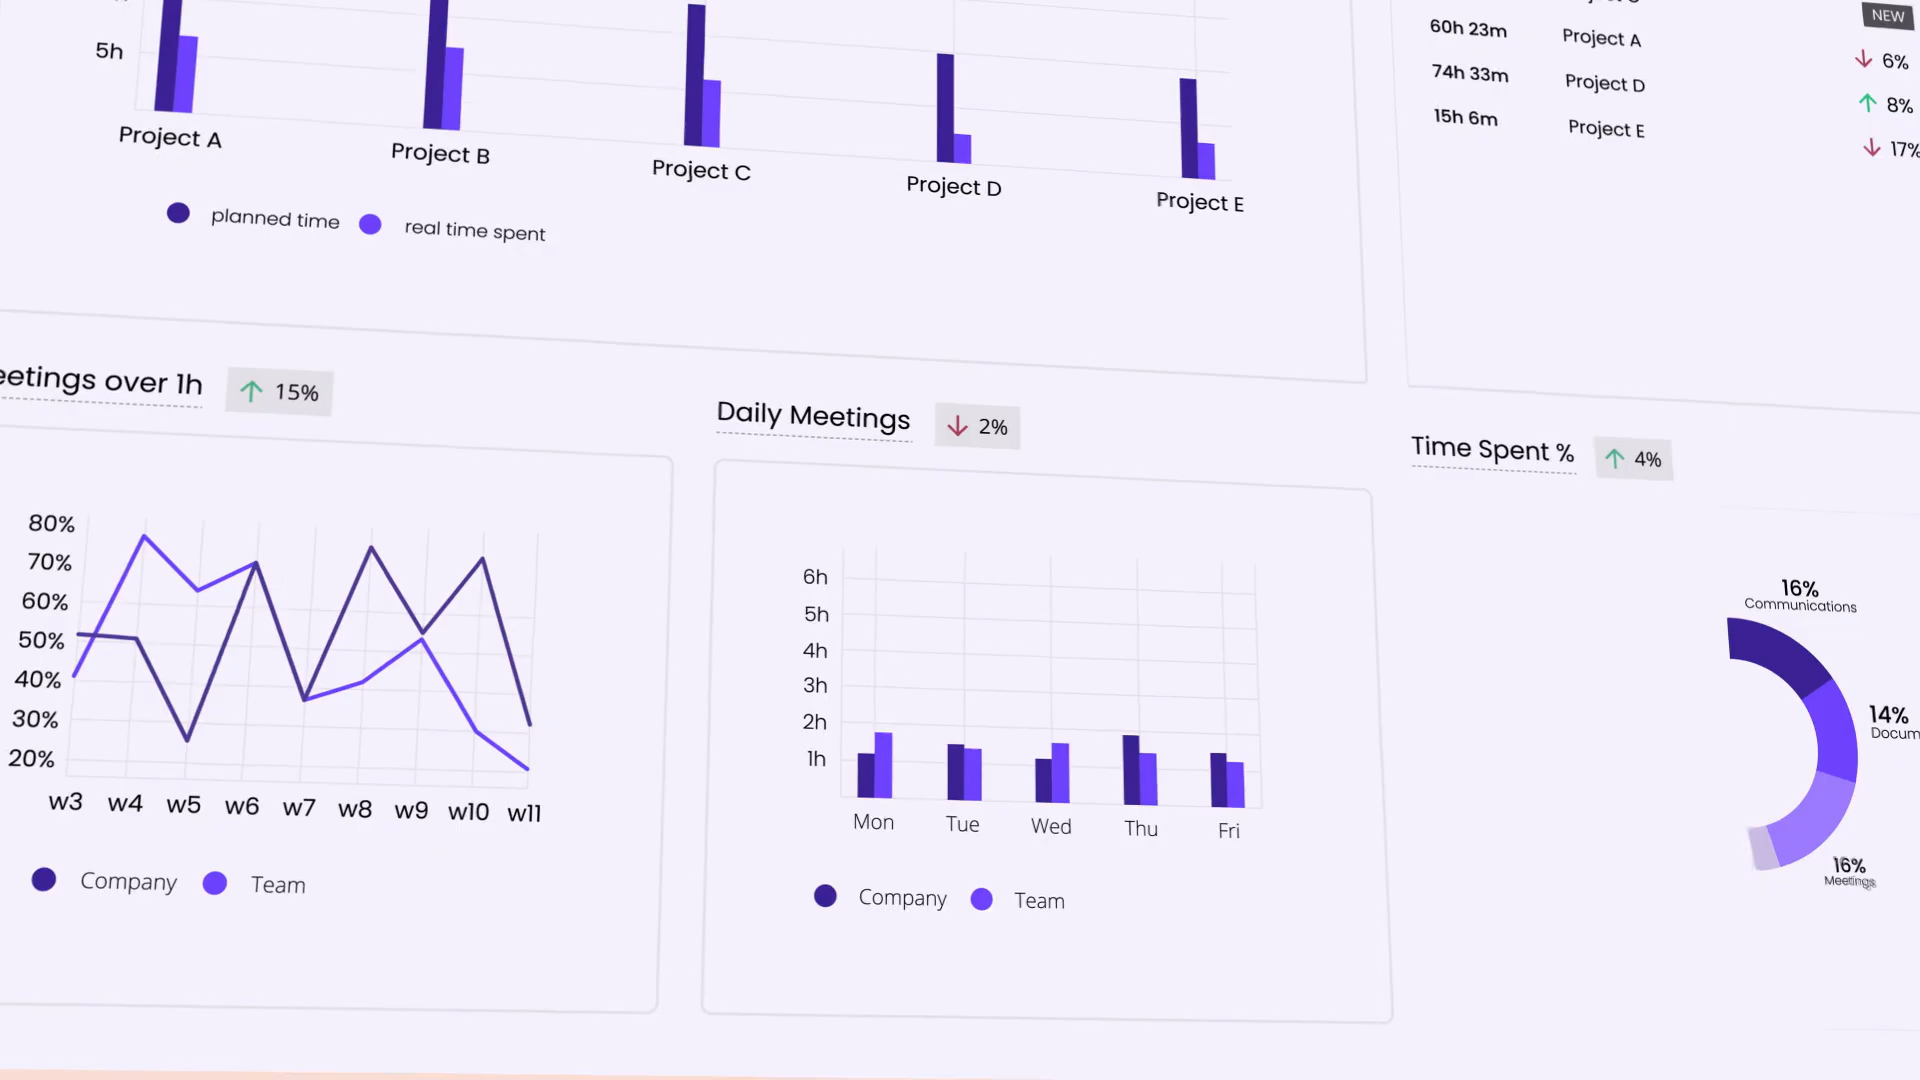 5h
Project A
Project B
Project C
Project D
Project E
planned time
real time spent
NEW
60h 23m Project A 6%
74h 33m Project D 8%
15h 6m Project E 17%
eetings over 1h 15%
80%
70%
60%
50%
40%
30%
20%
w3 w4 w5 w6 w7 w8 w9 w10 w11
Company Team
Daily Meetings 2%
6h
5h
4h
3h
2h
1h
Mon Tue Wed Thu Fri
Company Team
Time Spent % 4%
16%
Communications
14%
Docum
16%
Meetings